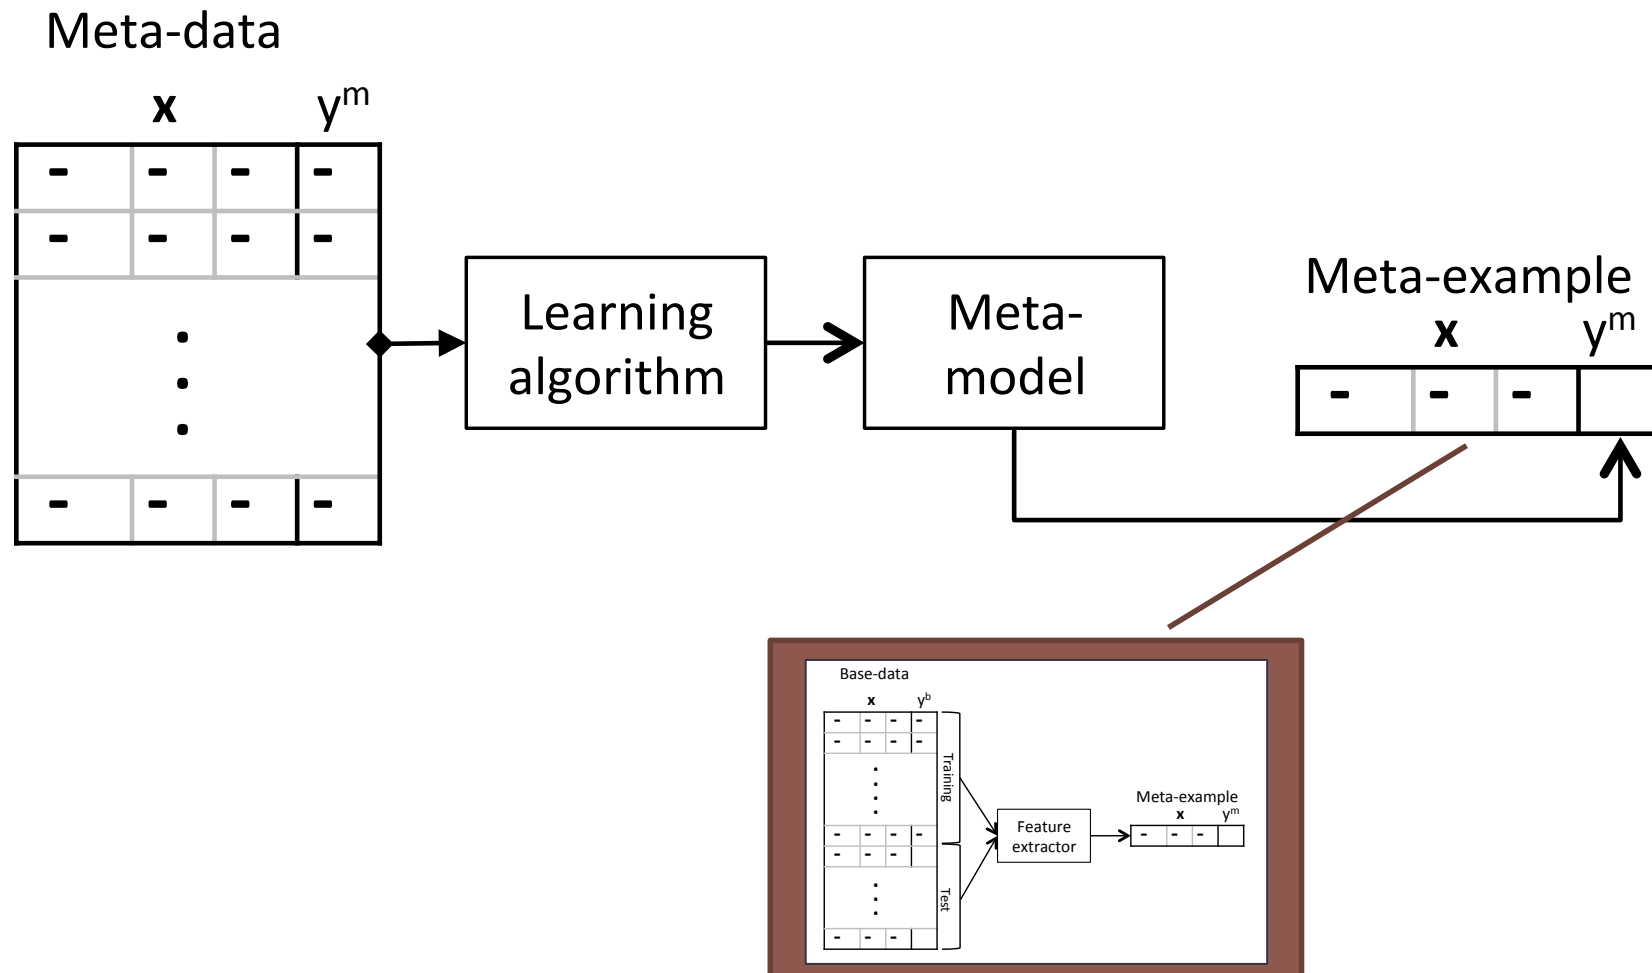 Meta-data
x y^m
- - - -
- - - -
- - - -
Learning
algorithm
Meta-
model
Meta-example
x y^m
- - -
Base-data
x y^b
- - - -
- - - -
Training
- - - -
- - -
Test
- - -
Feature
extractor
Meta-example
x y^m
- - -